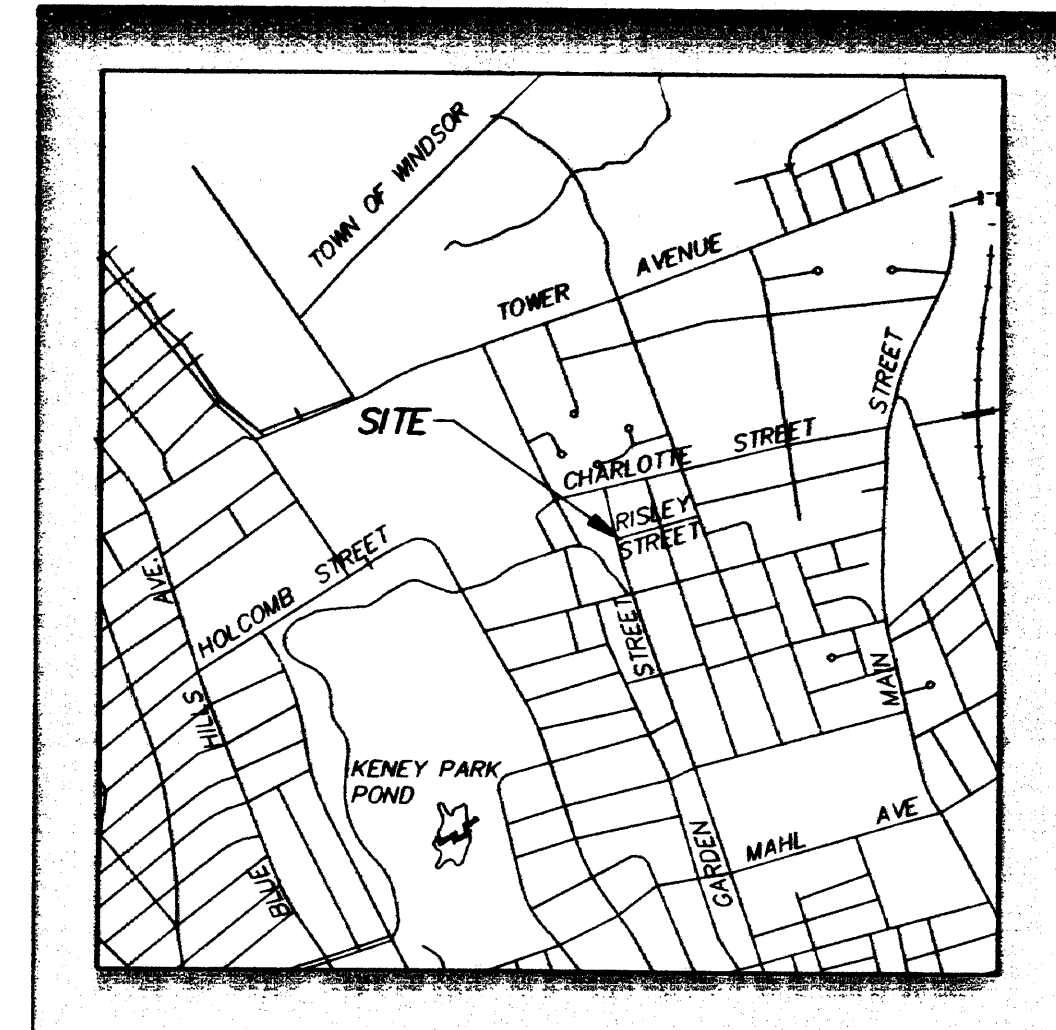 TOWN OF WINDSOR
TOWER AVENUE
SITE
STREET
CHARLOTTE STREET
RISLEY
STREET
HOLCOMB STREET
BLUE HILLS AVE.
GARDEN STREET
MAIN
KENEY PARK
POND
MAHL AVE